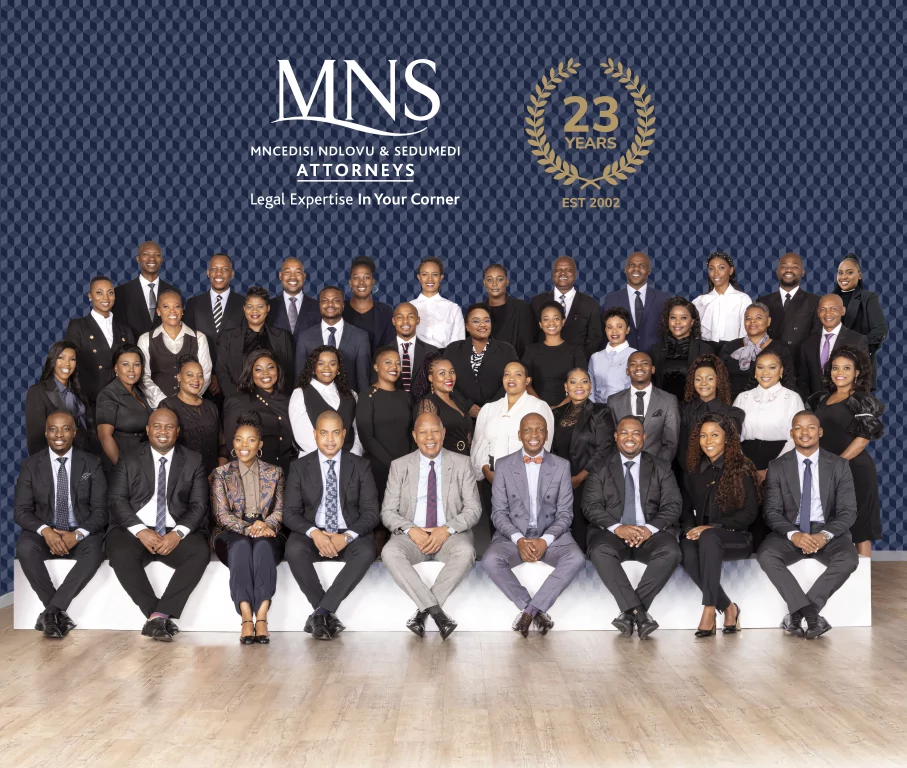 MNS
MNCEDISI NDLOVU & SEDUMEDI
ATTORNEYS
Legal Expertise In Your Corner
23
YEARS
EST 2002